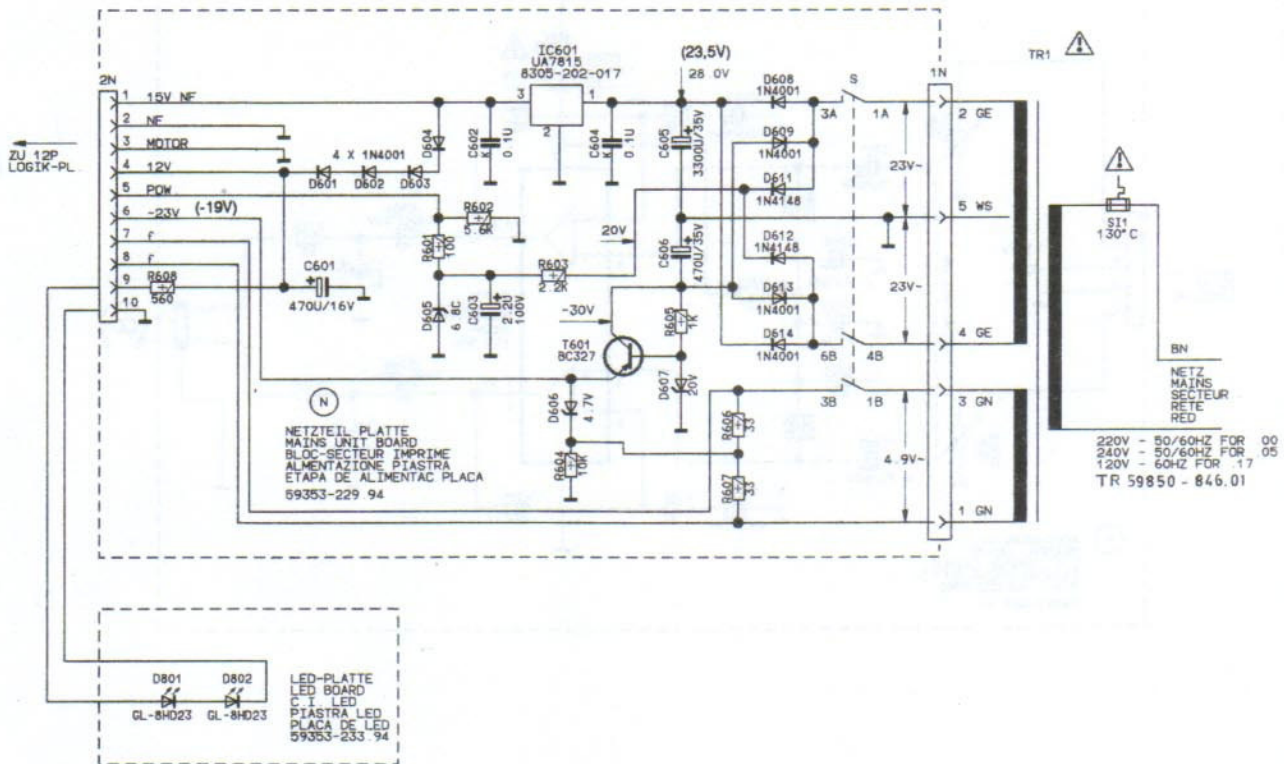 IC601
UA7815
8305-202-017
(23,5V)
28.0V
TR1
2N
1 15V NF
2 NF
3 MOTOR
4 12V
5 POW
6 -23V (-19V)
7 f
8 f
9
10
ZU 12P
LOGIK-PL.
4 X 1N4001
D601
D602
D603
D604
C602
K
0.1U
3
1
2
C604
K
0.1U
C605
3300U/35V
D608
1N4001
D609
1N4001
D611
1N4148
D612
1N4148
D613
1N4001
D614
1N4001
S
3A
1A
6B
4B
3B
1B
1N
2 GE
5 WS
4 GE
3 GN
1 GN
23V~
23V~
4.9V~
SI1
130°C
BN
NETZ
MAINS
SECTEUR
RETE
RED
220V - 50/60HZ FOR .00
240V - 50/60HZ FOR .05
120V - 60HZ FOR .17
TR 59850 - 846.01
R602
5.6K
R601
100
R603
2.2K
20V
C606
470U/35V
R608
560
C601
470U/16V
D605
6.8C
C603
2.2U
100V
-30V
R605
1K
T601
BC327
D607
20V
D606
4.7V
R604
10K
R606
33
R607
33
N
NETZTEIL PLATTE
MAINS UNIT BOARD
BLOC-SECTEUR IMPRIME
ALMENTAZIONE PIASTRA
ETAPA DE ALIMENTAC PLACA
59353-229.94
D801
GL-8HD23
D802
GL-8HD23
LED-PLATTE
LED BOARD
C.I. LED
PIASTRA LED
PLACA DE LED
59353-233.94